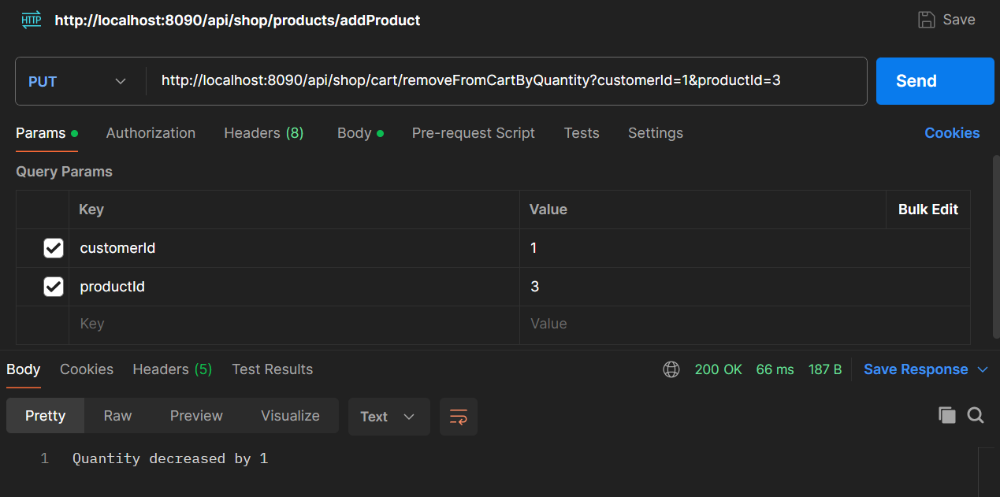 HTTP http://localhost:8090/api/shop/products/addProduct Save
PUT http://localhost:8090/api/shop/cart/removeFromCartByQuantity?customerId=1&productId=3 Send
Params Authorization Headers (8) Body Pre-request Script Tests Settings Cookies
Query Params
Key Value Bulk Edit
customerId 1
productId 3
Key Value
Body Cookies Headers (5) Test Results 200 OK 66 ms 187 B Save Response
Pretty Raw Preview Visualize Text
1 Quantity decreased by 1